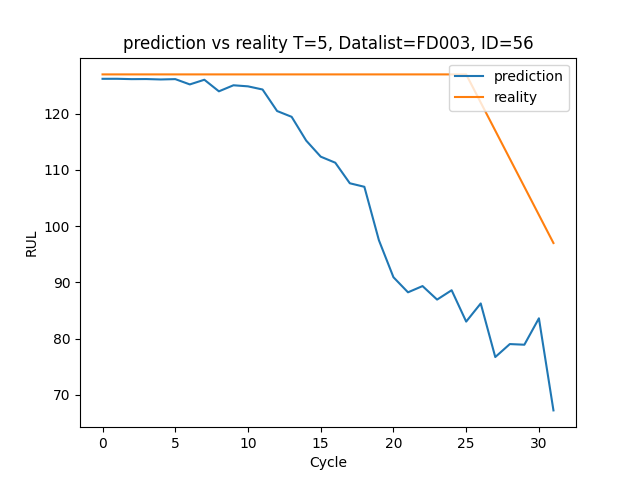 prediction vs reality T=5, Datalist=FD003, ID=56
prediction
reality
RUL
120
110
100
90
80
70
0 5 10 15 20 25 30
Cycle